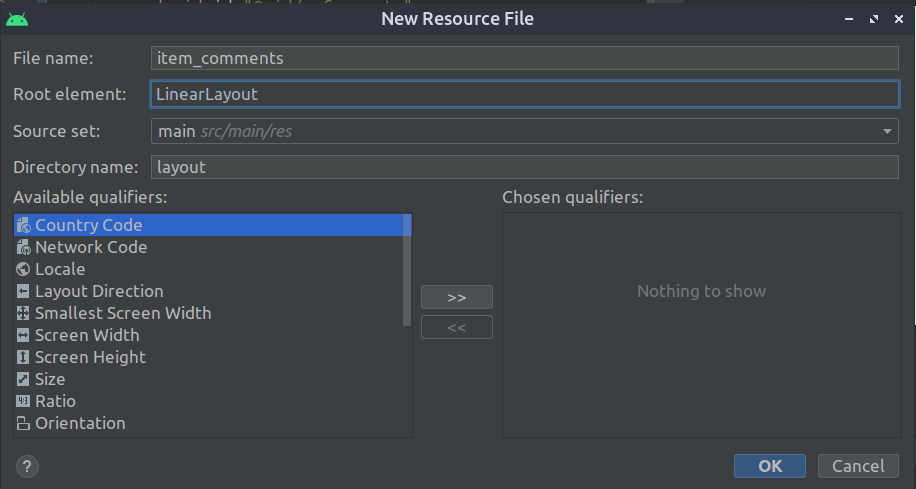 New Resource File
File name: item_comments
Root element: LinearLayout
Source set: main src/main/res
Directory name: layout
Available qualifiers: Chosen qualifiers:
Country Code
Network Code
Locale
Layout Direction
Smallest Screen Width
Screen Width
Screen Height
Size
Ratio
Orientation
>>
<<
Nothing to show
?
OK Cancel